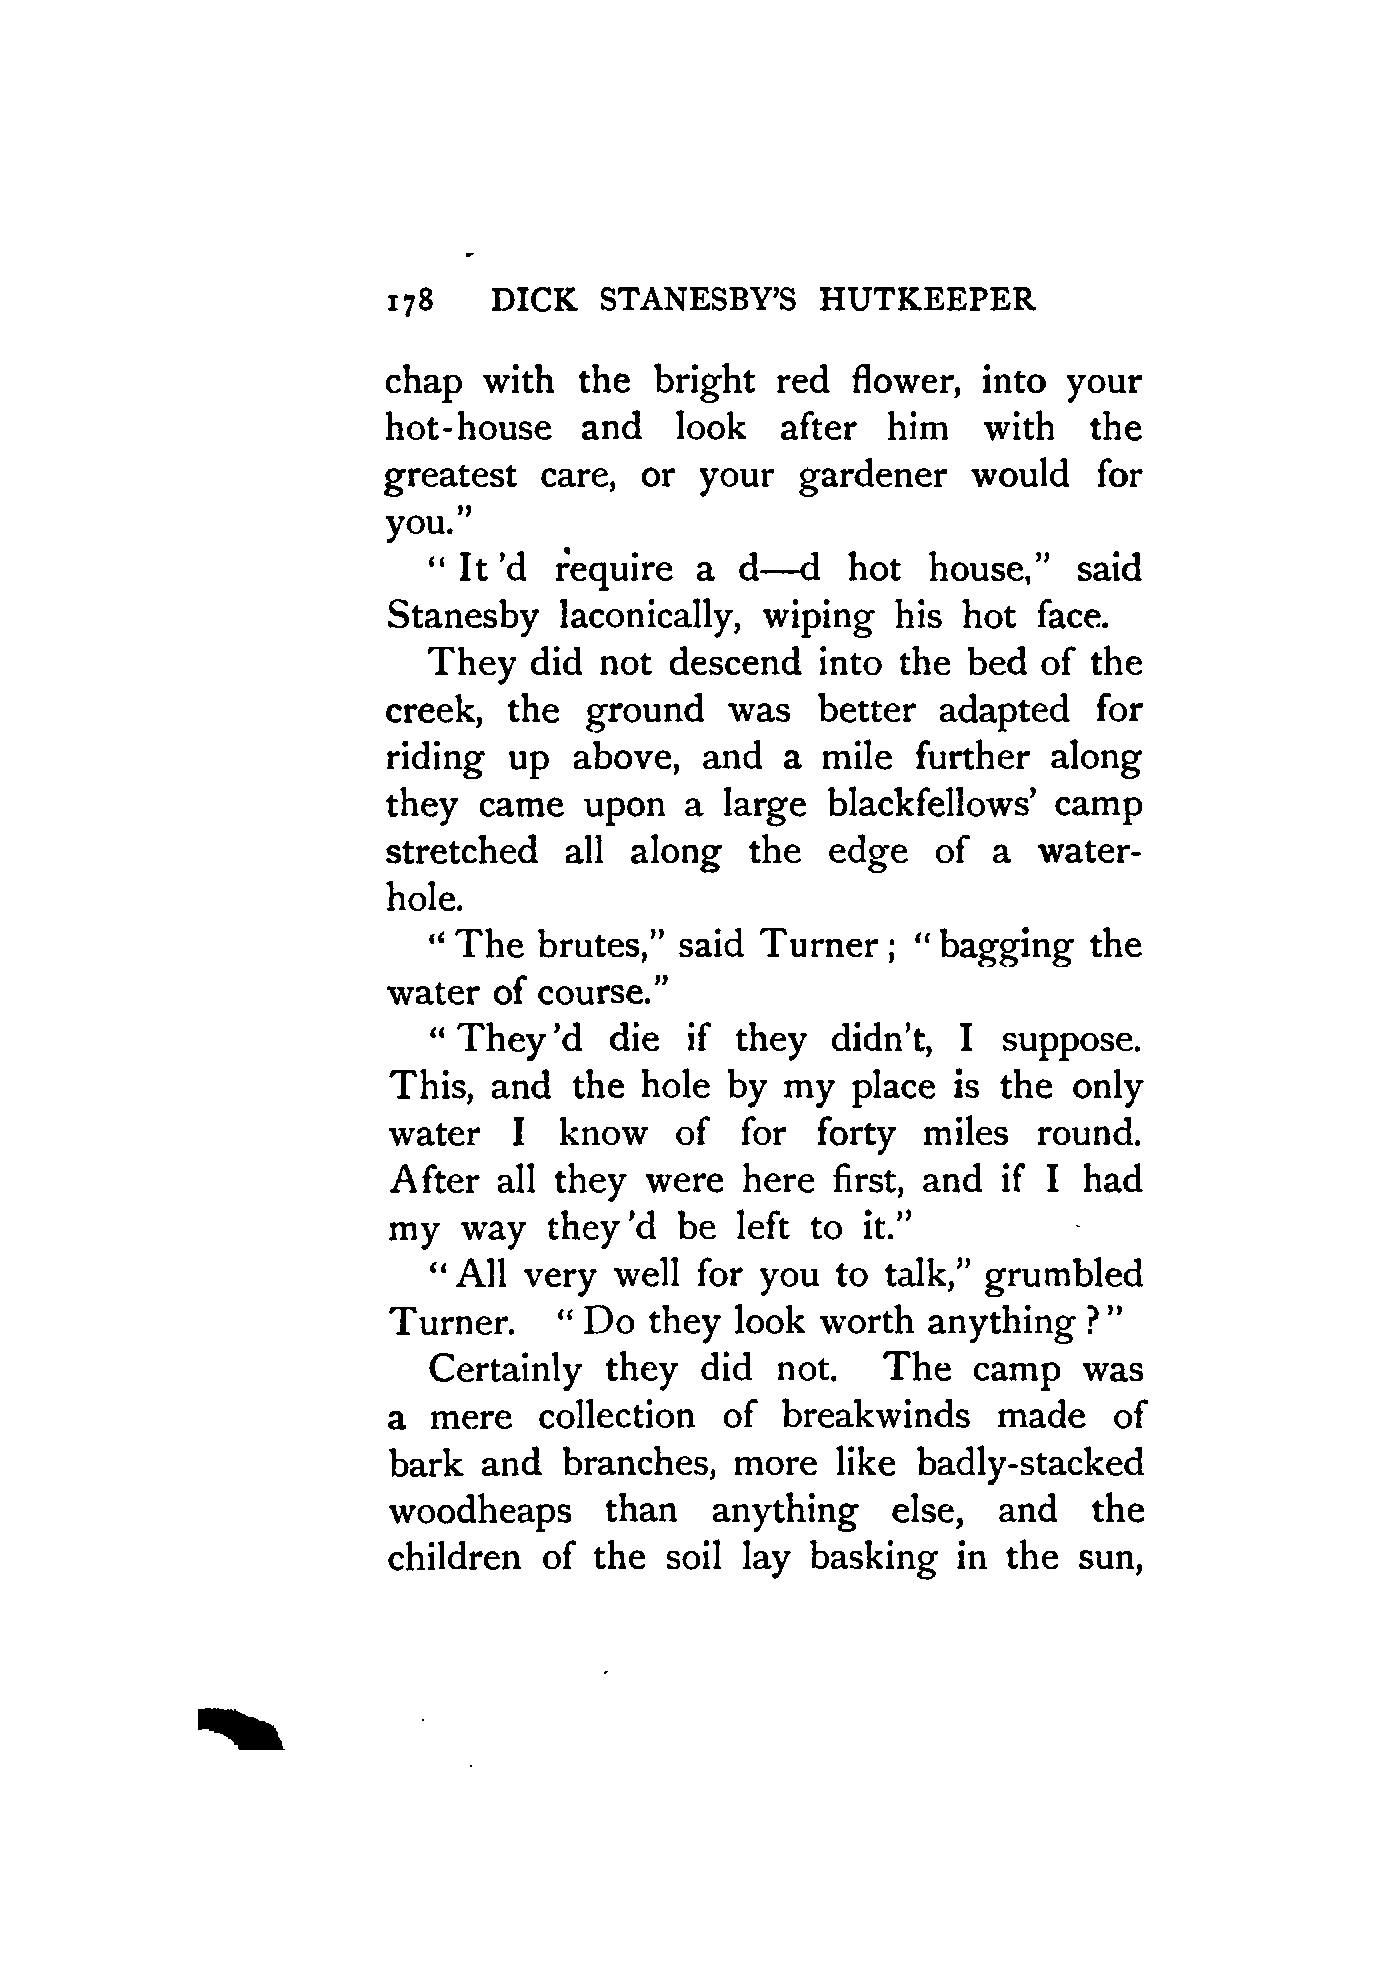 178 DICK STANESBY'S HUTKEEPER
chap with the bright red flower, into your
hot-house and look after him with the
greatest care, or your gardener would for
you."
"It'd require a d—d hot house," said
Stanesby laconically, wiping his hot face.
They did not descend into the bed of the
creek, the ground was better adapted for
riding up above, and a mile further along
they came upon a large blackfellows' camp
stretched all along the edge of a water-
hole.
"The brutes," said Turner; "bagging the
water of course."
"They'd die if they didn't, I suppose.
This, and the hole by my place is the only
water I know of for forty miles round.
After all they were here first, and if I had
my way they'd be left to it."
"All very well for you to talk," grumbled
Turner. "Do they look worth anything?"
Certainly they did not. The camp was
a mere collection of breakwinds made of
bark and branches, more like badly-stacked
woodheaps than anything else, and the
children of the soil lay basking in the sun,